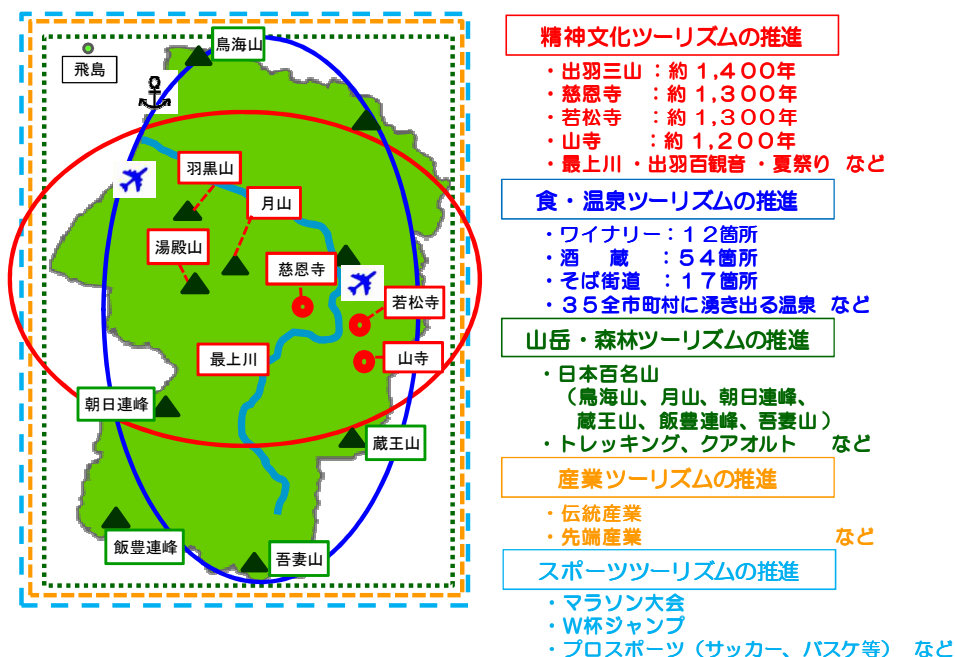 鳥海山
飛島
羽黒山
月山
湯殿山
慈恩寺
若松寺
最上川
山寺
朝日連峰
蔵王山
飯豊連峰
吾妻山
精神文化ツーリズムの推進
・出羽三山：約１,４００年
・慈恩寺　：約１,３００年
・若松寺　：約１,３００年
・山寺　　：約１,２００年
・最上川・出羽百観音・夏祭り など
食・温泉ツーリズムの推進
・ワイナリー：１２箇所
・酒　蔵　：５４箇所
・そば街道　：１７箇所
・３５全市町村に湧き出る温泉 など
山岳・森林ツーリズムの推進
・日本百名山
（鳥海山、月山、朝日連峰、
蔵王山、飯豊連峰、吾妻山）
・トレッキング、クアオルト　など
産業ツーリズムの推進
・伝統産業
・先端産業　　など
スポーツツーリズムの推進
・マラソン大会
・Ｗ杯ジャンプ
・プロスポーツ（サッカー、バスケ等）　など